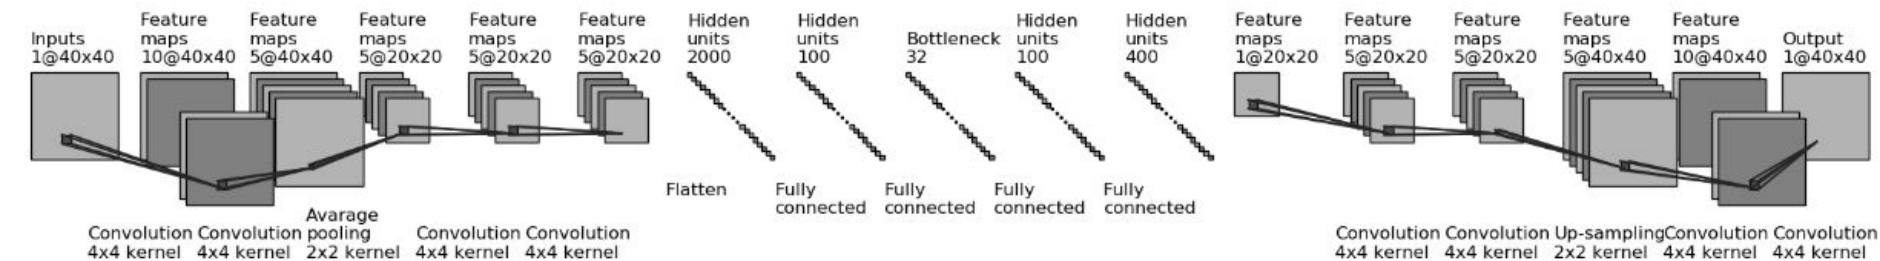 Inputs
1@40x40
Feature
maps
10@40x40
Feature
maps
5@40x40
Feature
maps
5@20x20
Feature
maps
5@20x20
Feature
maps
5@20x20
Hidden
units
2000
Hidden
units
100
Bottleneck
32
Hidden
units
100
Hidden
units
400
Feature
maps
1@20x20
Feature
maps
5@20x20
Feature
maps
5@20x20
Feature
maps
5@40x40
Feature
maps
10@40x40
Output
1@40x40
Convolution
4x4 kernel
Convolution
4x4 kernel
Avarage
pooling
2x2 kernel
Convolution
4x4 kernel
Convolution
4x4 kernel
Flatten
Fully
connected
Fully
connected
Fully
connected
Fully
connected
Convolution
4x4 kernel
Convolution
4x4 kernel
Up-sampling
2x2 kernel
Convolution
4x4 kernel
Convolution
4x4 kernel